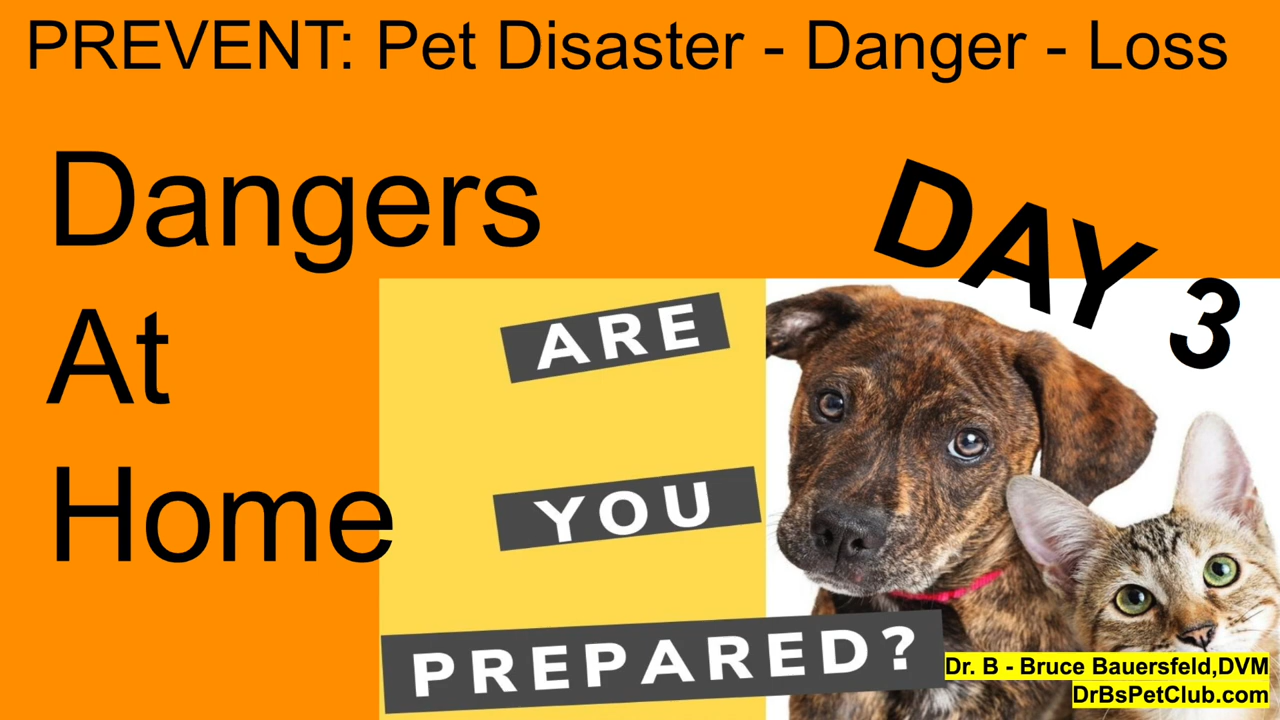 PREVENT: Pet Disaster - Danger - Loss
Dangers
At
Home
DAY 3
ARE
YOU
PREPARED?
Dr. B - Bruce Bauersfeld,DVM
DrBsPetClub.com